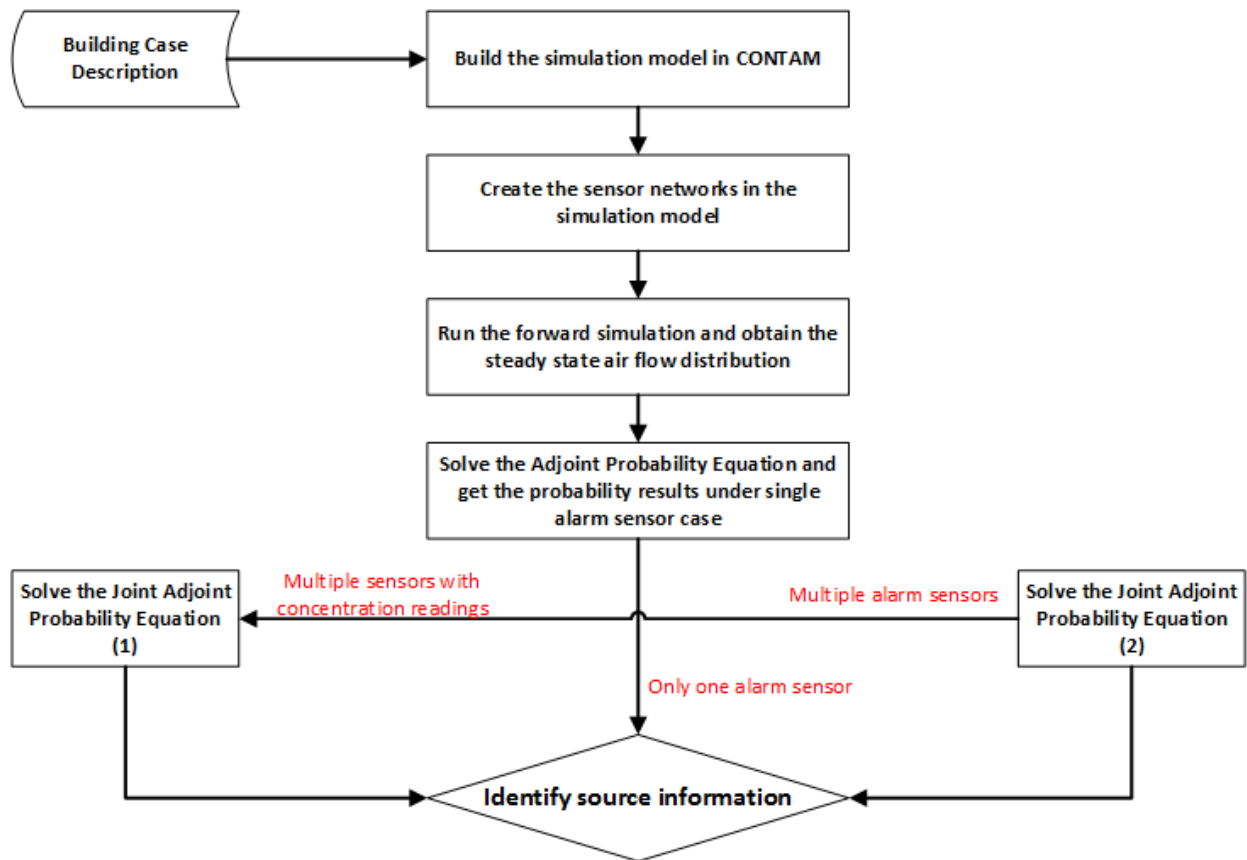 Building Case
Description
Build the simulation model in CONTAM
Create the sensor networks in the
simulation model
Run the forward simulation and obtain the
steady state air flow distribution
Solve the Adjoint Probability Equation and
get the probability results under single
alarm sensor case
Solve the Joint Adjoint
Probability Equation
(1)
Multiple sensors with
concentration readings
Multiple alarm sensors
Solve the Joint Adjoint
Probability Equation
(2)
Only one alarm sensor
Identify source information